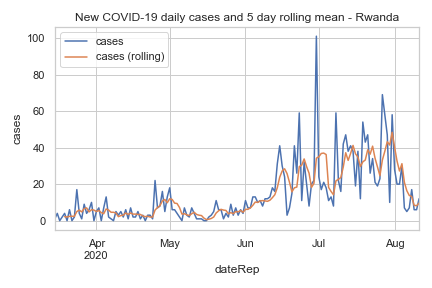 New COVID-19 daily cases and 5 day rolling mean - Rwanda
cases
cases (rolling)
100
80
60
40
20
0
cases
Apr
2020
May
Jun
Jul
Aug
dateRep